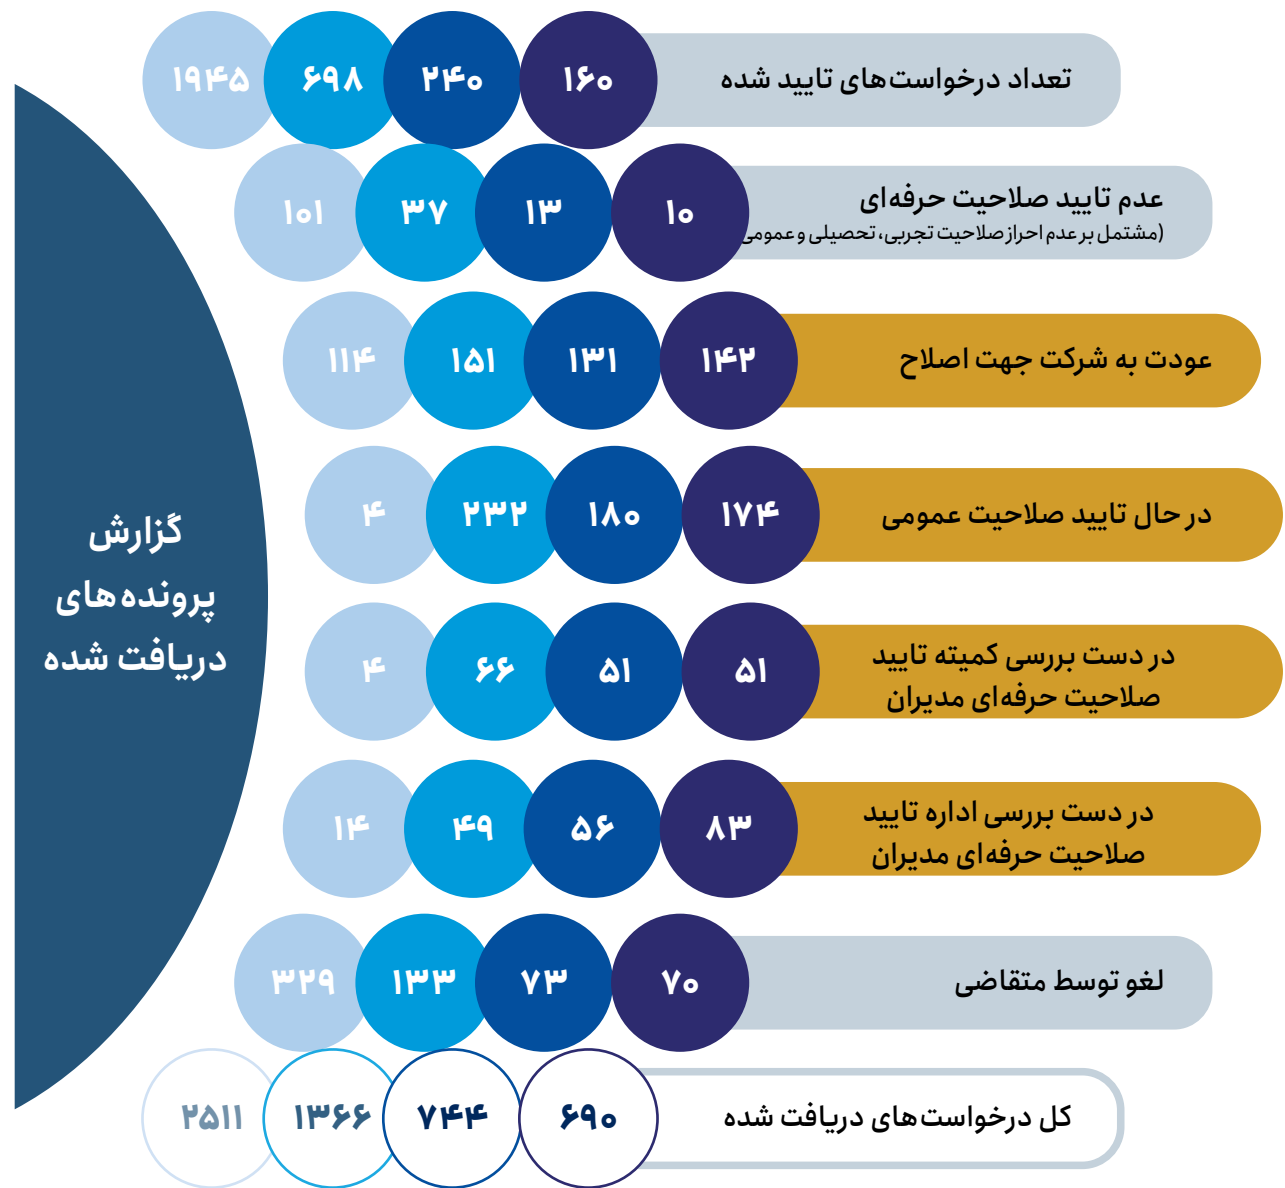 تعداد درخواست‌های تایید شده ۱۶۰ ۲۴۰ ۶۹۸ ۱۹۴۵
عدم تایید صلاحیت حرفه‌ای
(مشتمل بر عدم احراز صلاحیت تجربی، تحصیلی و عمومی
۱۰ ۱۳ ۳۷ ۱۰۱
عودت به شرکت جهت اصلاح ۱۴۲ ۱۳۱ ۱۵۱ ۱۱۴
در حال تایید صلاحیت عمومی ۱۷۴ ۱۸۰ ۲۳۲ ۴
در دست بررسی کمیته تایید
صلاحیت حرفه‌ای مدیران
۵۱ ۵۱ ۶۶ ۴
در دست بررسی اداره تایید
صلاحیت حرفه‌ای مدیران
۸۳ ۵۶ ۴۹ ۱۴
لغو توسط متقاضی ۷۰ ۷۳ ۱۳۳ ۳۲۹
کل درخواست‌های دریافت شده ۶۹۰ ۷۴۴ ۱۳۶۶ ۲۵۱۱
گزارش
پرونده‌های
دریافت شده